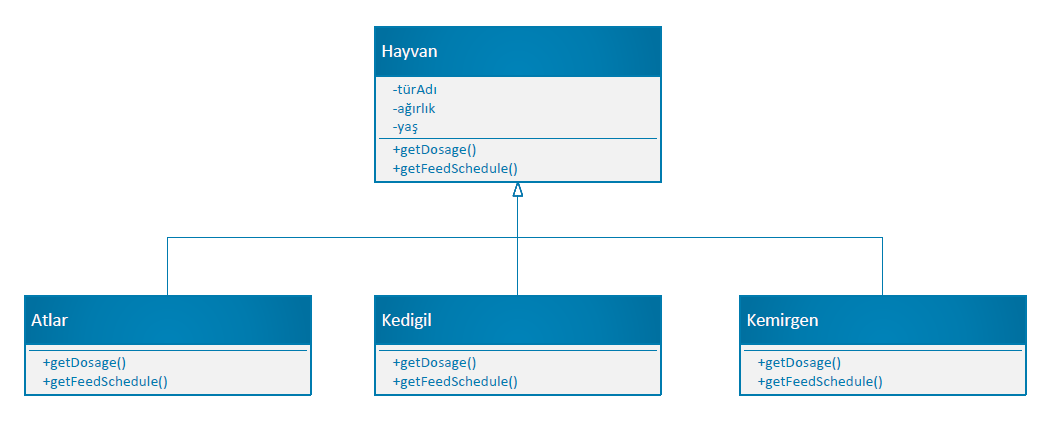 Hayvan
-türAdı
-ağırlık
-yaş
+getDosage()
+getFeedSchedule()
Atlar
+getDosage()
+getFeedSchedule()
Kedigil
+getDosage()
+getFeedSchedule()
Kemirgen
+getDosage()
+getFeedSchedule()